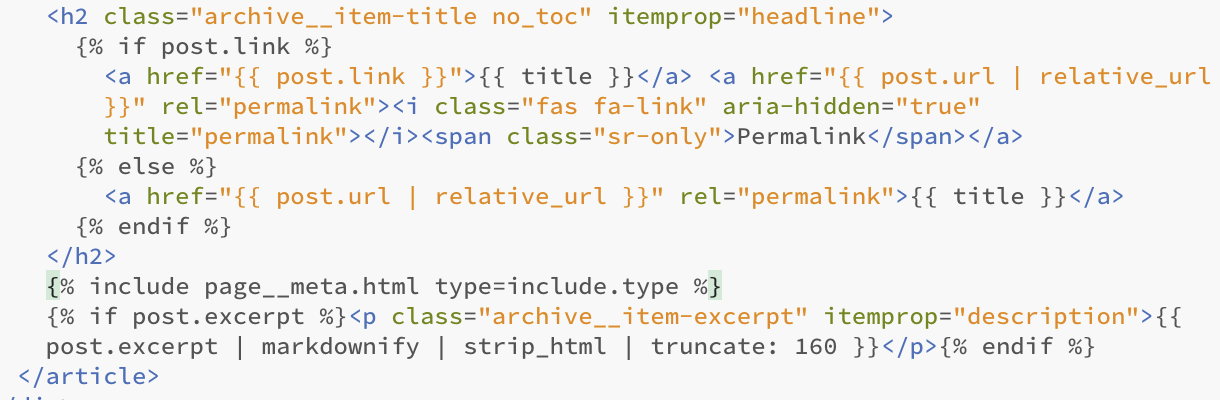 <h2 class="archive__item-title no_toc" itemprop="headline">
{% if post.link %}
<a href="{{ post.link }}">{{ title }}</a> <a href="{{ post.url | relative_url
}}" rel="permalink"><i class="fas fa-link" aria-hidden="true"
title="permalink"></i><span class="sr-only">Permalink</span></a>
{% else %}
<a href="{{ post.url | relative_url }}" rel="permalink">{{ title }}</a>
{% endif %}
</h2>
{% include page__meta.html type=include.type %}
{% if post.excerpt %}<p class="archive__item-excerpt" itemprop="description">{{
post.excerpt | markdownify | strip_html | truncate: 160 }}</p>{% endif %}
</article>